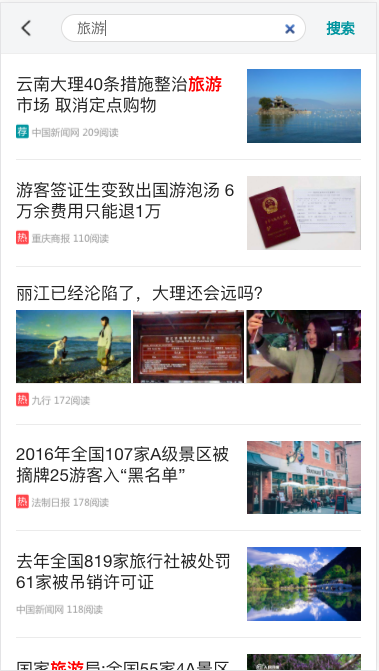 旅游
搜索
云南大理40条措施整治旅游
市场 取消定点购物
荐 中国新闻网 209阅读
游客签证生变致出国游泡汤 6
万余费用只能退1万
热 重庆商报 110阅读
丽江已经沦陷了，大理还会远吗？
热 九行 172阅读
2016年全国107家A级景区被
摘牌25游客入“黑名单”
热 法制日报 178阅读
去年全国819家旅行社被处罚
61家被吊销许可证
中国新闻网 118阅读
国家旅游局:全国55家4A景区